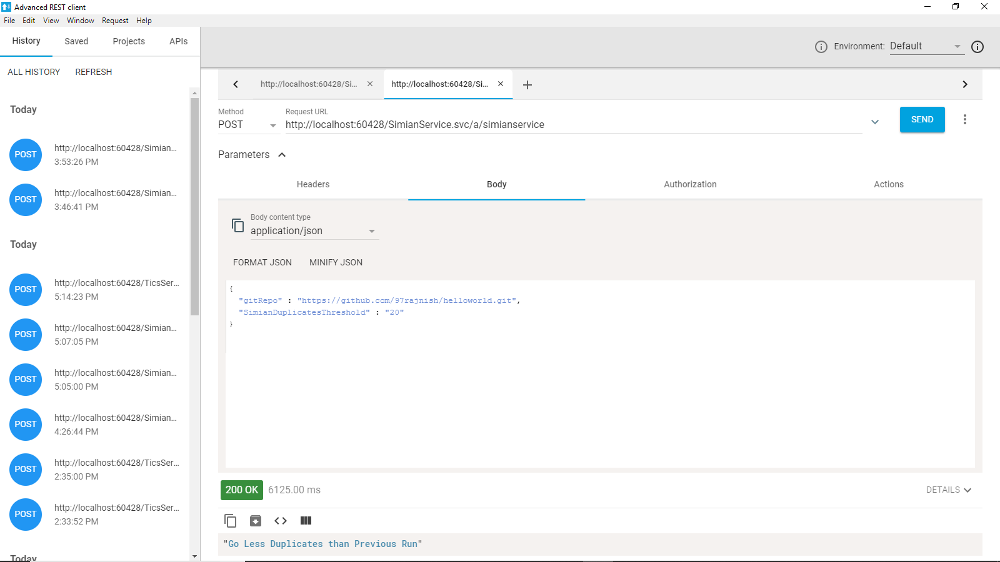 Advanced REST client
File Edit View Window Request Help
History Saved Projects APIs
Environment: Default
ALL HISTORY REFRESH
http://localhost:60428/Si... http://localhost:60428/Si...
Today
Method
POST
Request URL
http://localhost:60428/SimianService.svc/a/simianservice
SEND
POST http://localhost:60428/Simian...
3:53:26 PM
Parameters
POST http://localhost:60428/Simian...
3:46:41 PM
Headers Body Authorization Actions
Today
Body content type
application/json
FORMAT JSON MINIFY JSON
POST http://localhost:60428/TicsSer...
5:14:23 PM
{
"gitRepo" : "https://github.com/97rajnish/helloworld.git",
"SimianDuplicatesThreshold" : "20"
}
POST http://localhost:60428/Simian...
5:07:05 PM
POST http://localhost:60428/Simian...
5:05:00 PM
POST http://localhost:60428/Simian...
4:26:44 PM
POST http://localhost:60428/TicsSer...
2:35:00 PM
POST http://localhost:60428/TicsSer...
2:33:52 PM
Today
200 OK 6125.00 ms
DETAILS
"Go Less Duplicates than Previous Run"